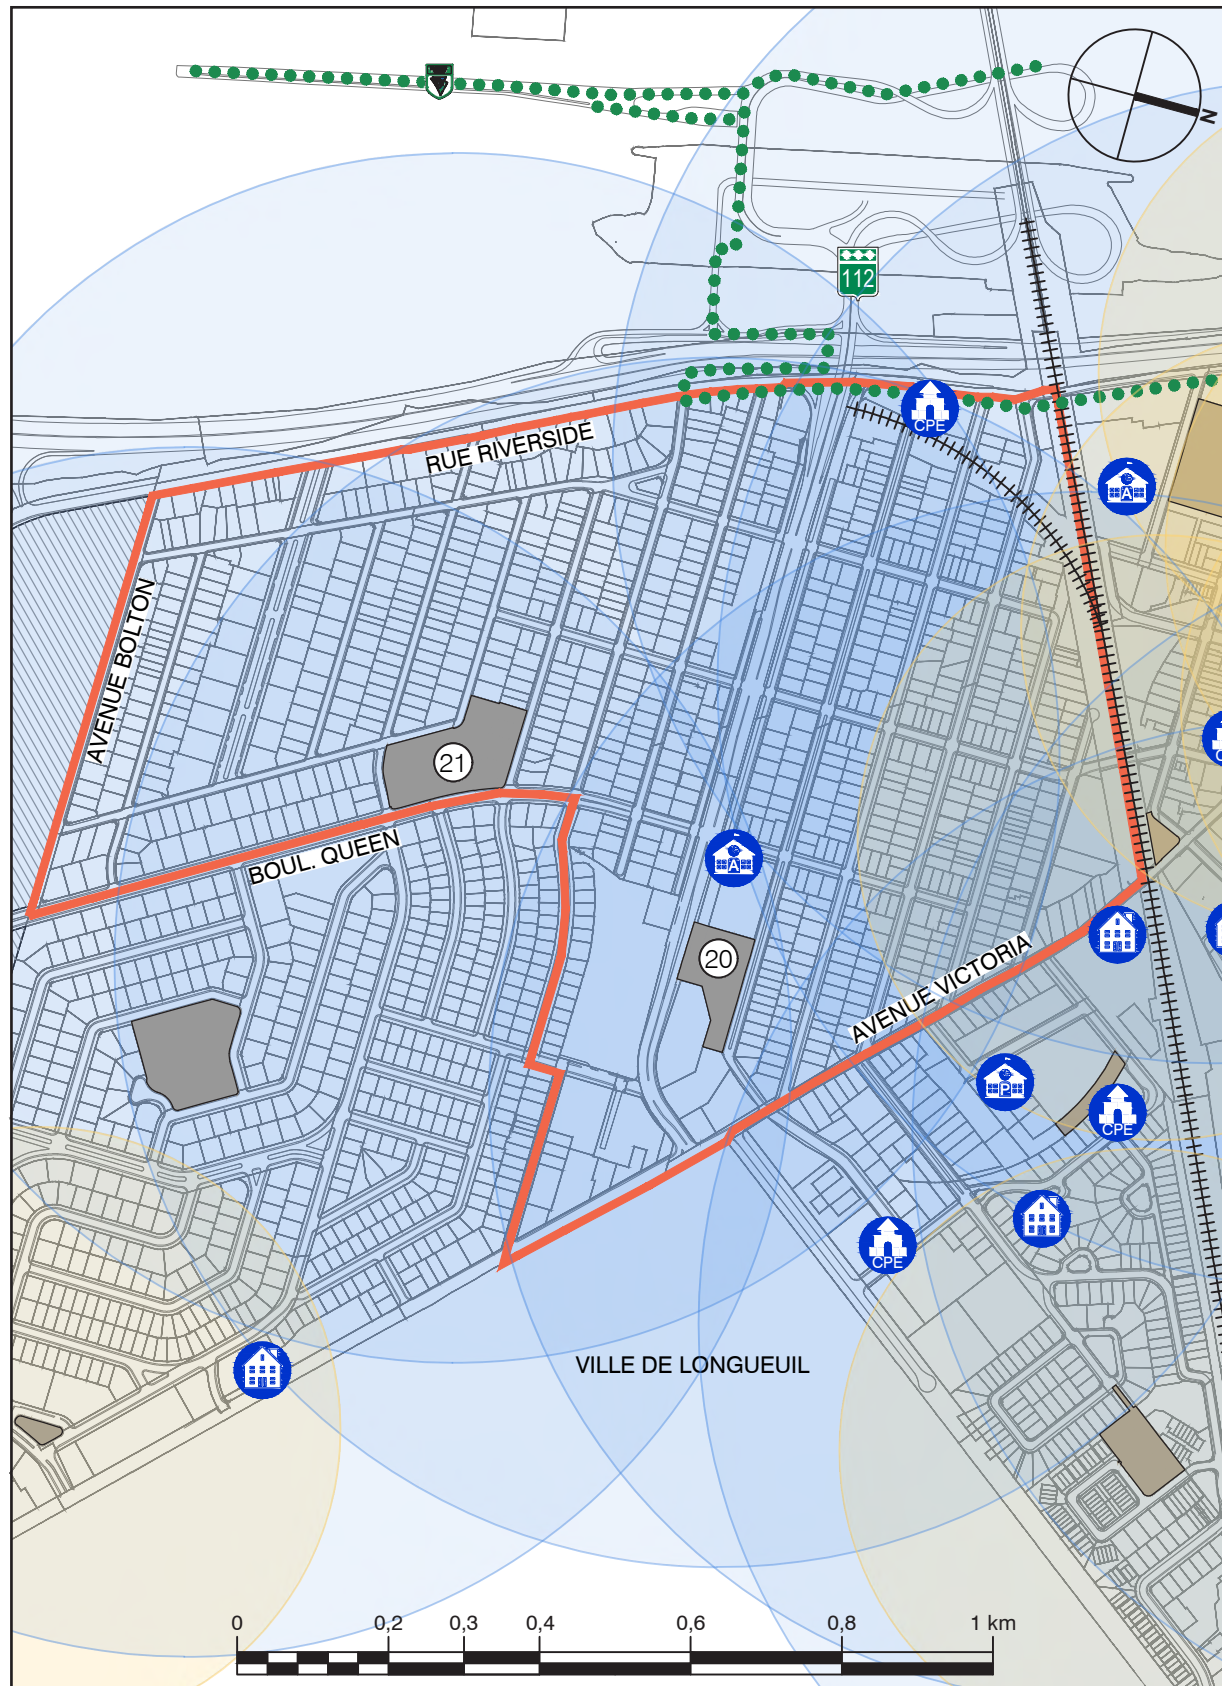 N
112
CPE
RUE RIVERSIDE
A
AVENUE BOLTON
21
BOUL. QUEEN
A
20
AVENUE VICTORIA
P
CPE
CPE
VILLE DE LONGUEUIL
0 0,2 0,3 0,4 0,6 0,8 1 km